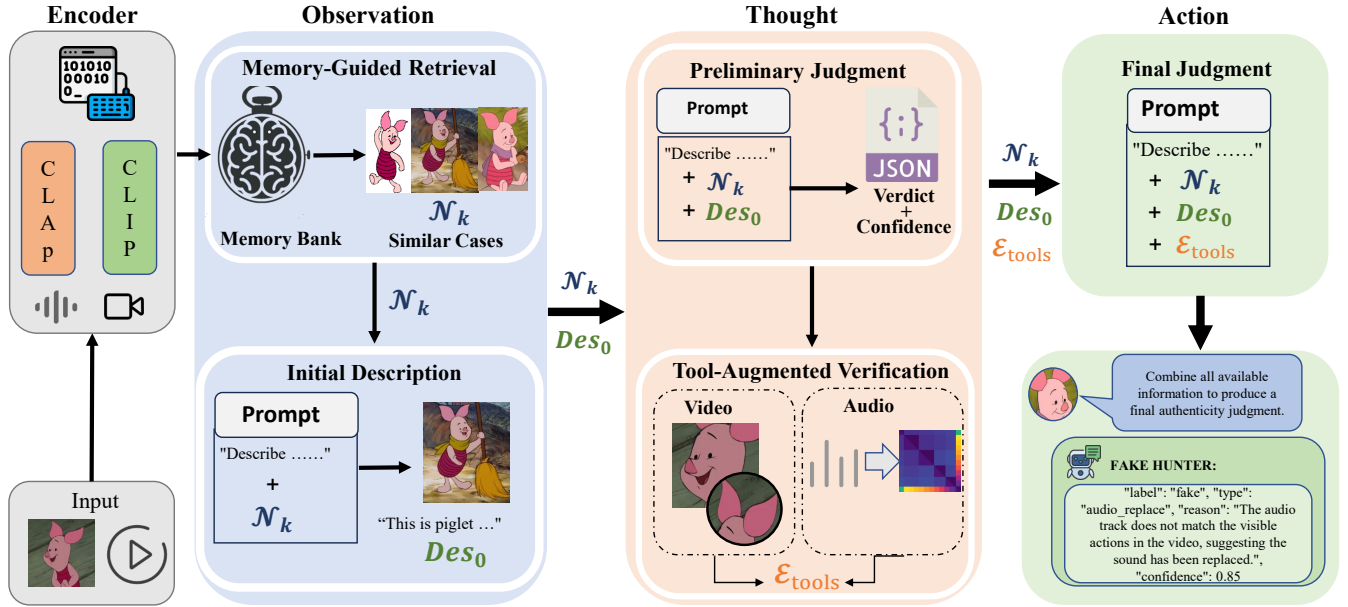 Encoder
101010
00010
C
L
A
p
C
L
I
P
Input
Observation
Memory-Guided Retrieval
Memory Bank
𝒩k
Similar Cases
𝒩k
Initial Description
Prompt
"Describe ......"
+
𝒩k
“This is piglet ..."
Des0
𝒩k
Des0
Thought
Preliminary Judgment
Prompt
"Describe ......"
+ 𝒩k
+ Des0
{;}
JSON
Verdict
+
Confidence
Tool-Augmented Verification
Video
Audio
ℰtools
𝒩k
Des0
ℰtools
Action
Final Judgment
Prompt
"Describe ......"
+ 𝒩k
+ Des0
+ ℰtools
Combine all available
information to produce a
final authenticity judgment.
FAKE HUNTER:
"label": "fake", "type":
"audio_replace", "reason": "The audio
track does not match the visible
actions in the video, suggesting the
sound has been replaced.",
"confidence": 0.85